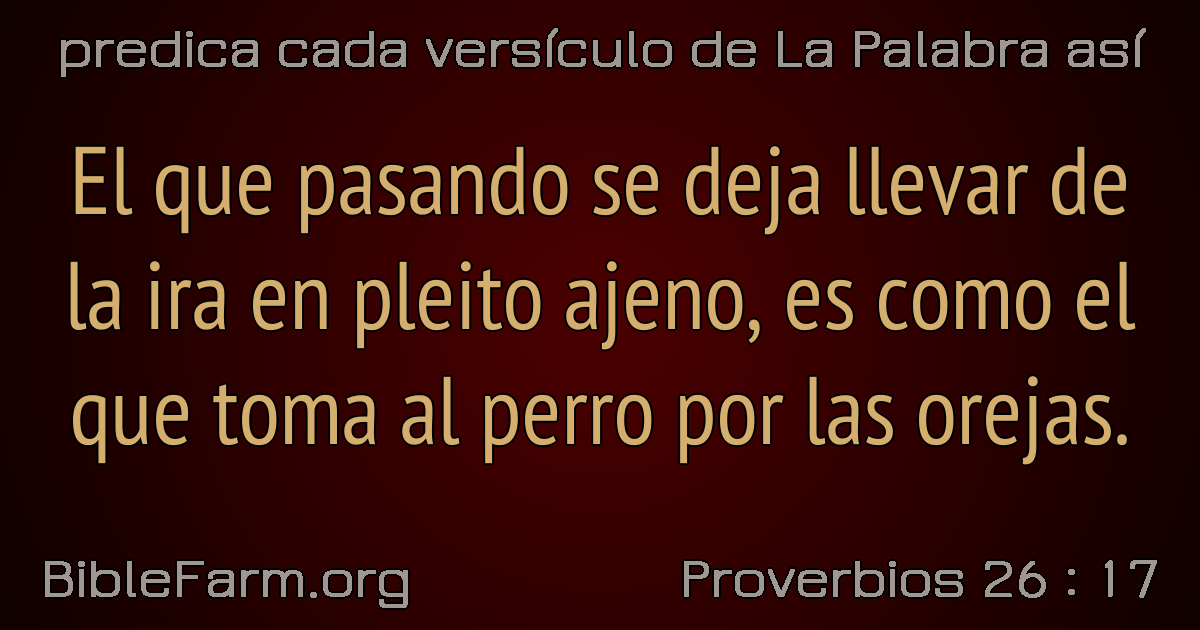 predica cada versículo de La Palabra así
El que pasando se deja llevar de
la ira en pleito ajeno, es como el
que toma al perro por las orejas.
BibleFarm.org
Proverbios 26 : 17